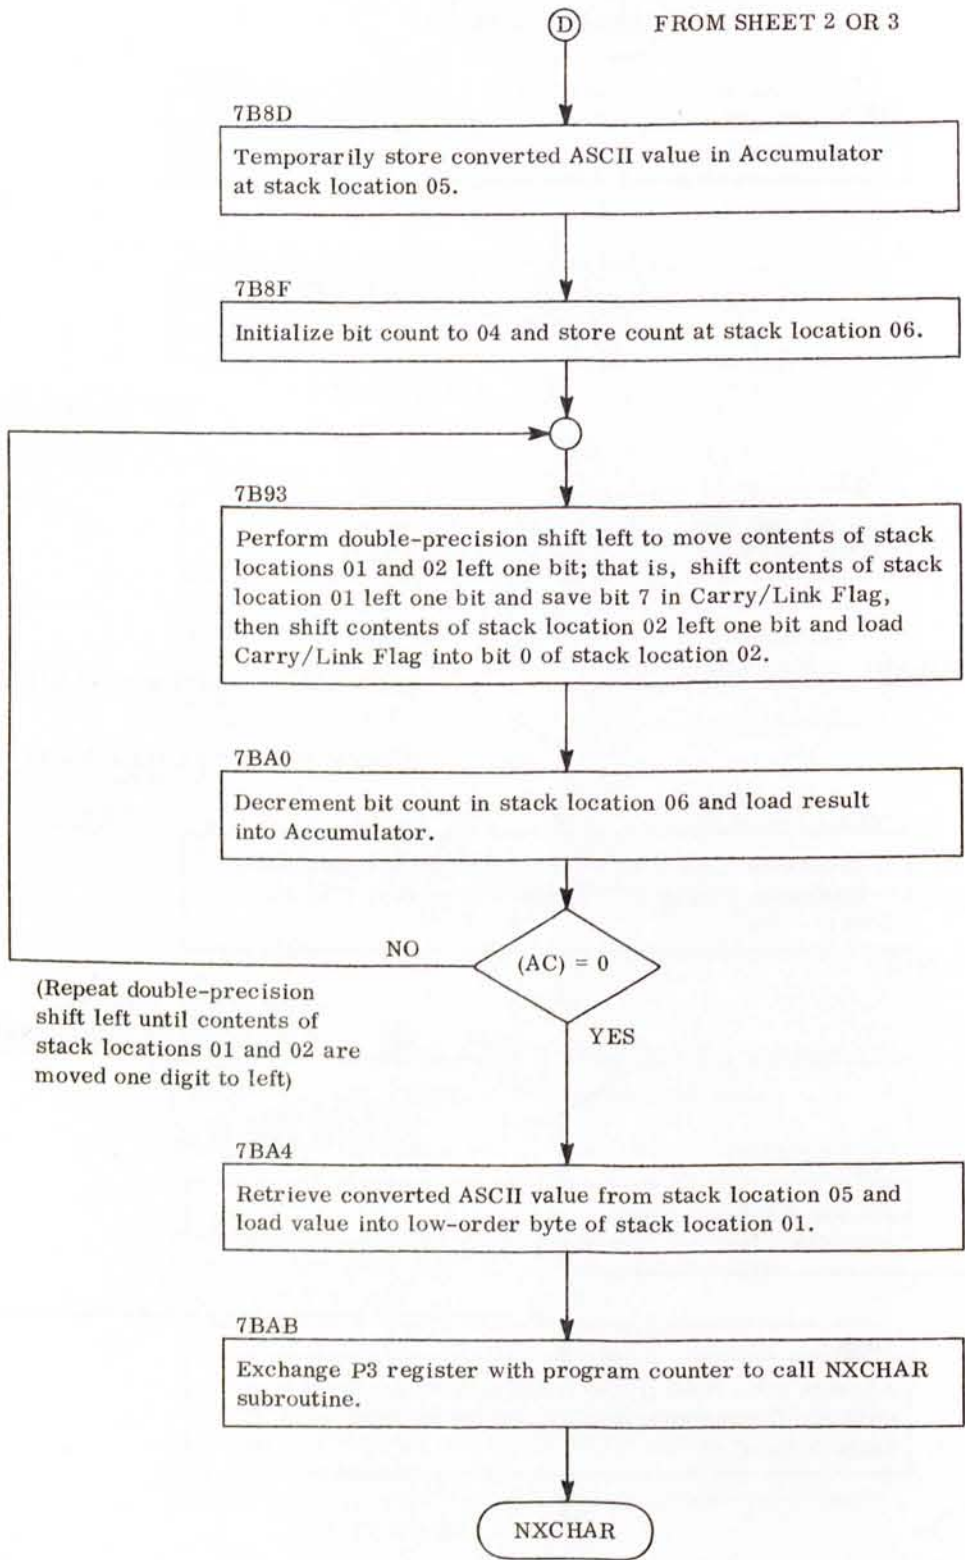 D FROM SHEET 2 OR 3
7B8D
Temporarily store converted ASCII value in Accumulator
at stack location 05.
7B8F
Initialize bit count to 04 and store count at stack location 06.
7B93
Perform double-precision shift left to move contents of stack
locations 01 and 02 left one bit; that is, shift contents of stack
location 01 left one bit and save bit 7 in Carry/Link Flag,
then shift contents of stack location 02 left one bit and load
Carry/Link Flag into bit 0 of stack location 02.
7BA0
Decrement bit count in stack location 06 and load result
into Accumulator.
NO
(AC) = 0
(Repeat double-precision
shift left until contents of
stack locations 01 and 02 are
moved one digit to left)
YES
7BA4
Retrieve converted ASCII value from stack location 05 and
load value into low-order byte of stack location 01.
7BAB
Exchange P3 register with program counter to call NXCHAR
subroutine.
NXCHAR